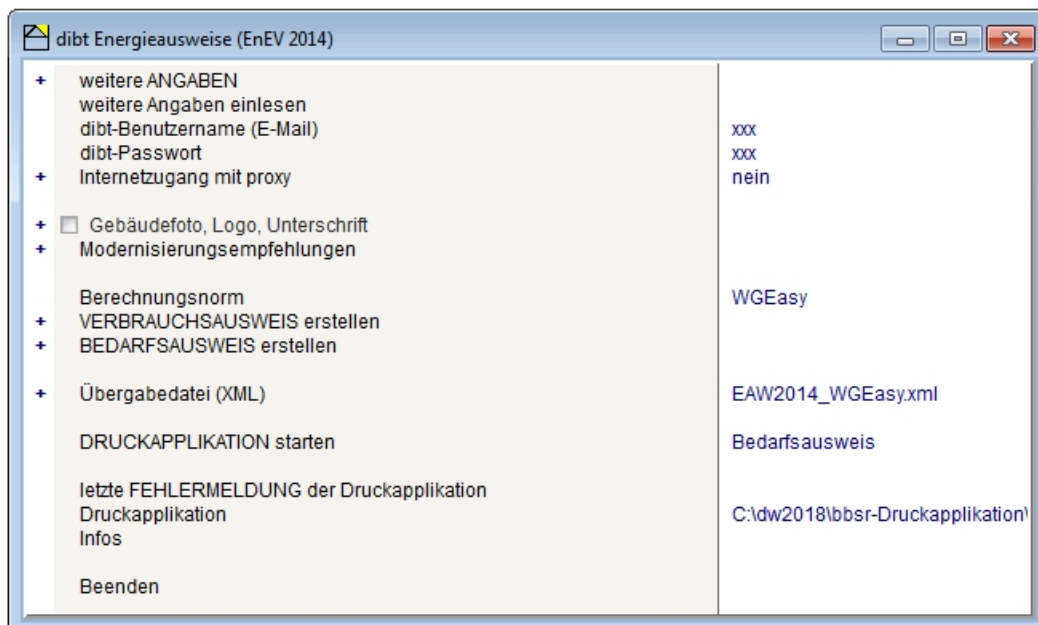 dibt Energieausweise (EnEV 2014)
+ weitere ANGABEN
weitere Angaben einlesen
dibt-Benutzername (E-Mail) xxx
dibt-Passwort xxx
+ Internetzugang mit proxy nein
+ Gebäudefoto, Logo, Unterschrift
+ Modernisierungsempfehlungen
Berechnungsnorm WGEasy
+ VERBRAUCHSAUSWEIS erstellen
+ BEDARFSAUSWEIS erstellen
+ Übergabedatei (XML) EAW2014_WGEasy.xml
DRUCKAPPLIKATION starten Bedarfsausweis
letzte FEHLERMELDUNG der Druckapplikation
Druckapplikation C:\dw2018\bbsr-Druckapplikation\
Infos
Beenden